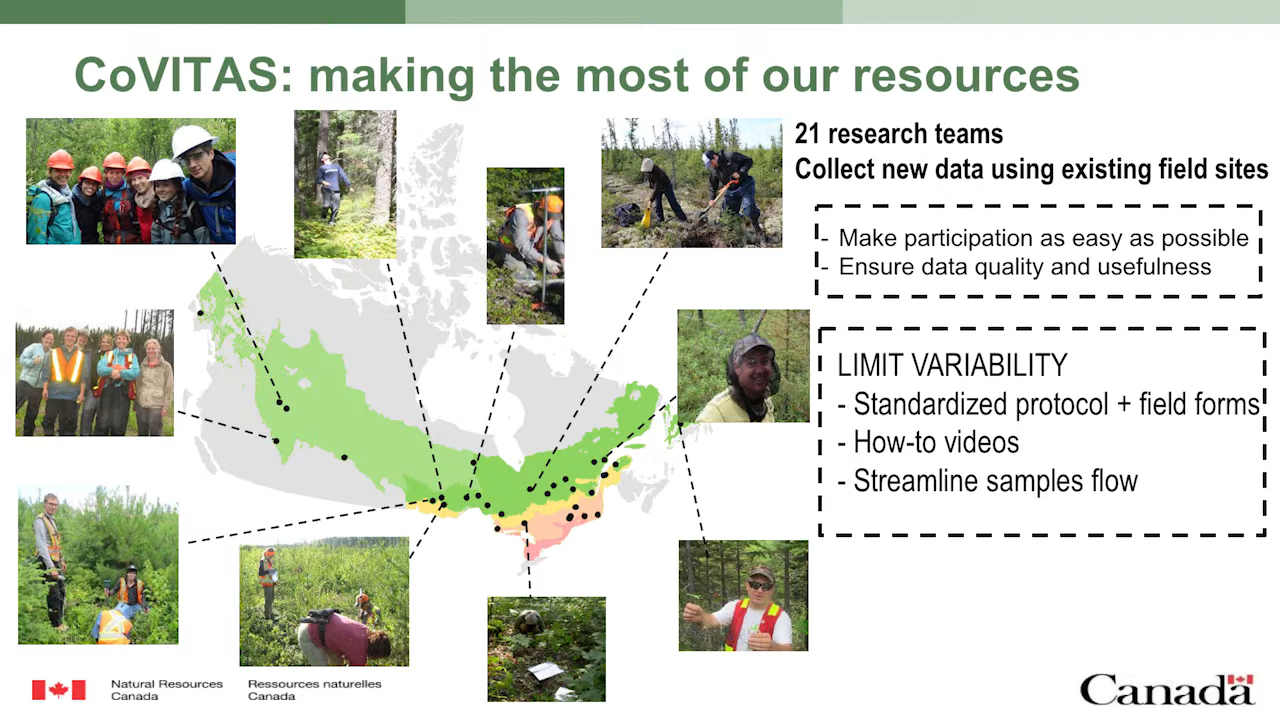 CoVITAS: making the most of our resources
21 research teams
Collect new data using existing field sites
- Make participation as easy as possible
- Ensure data quality and usefulness
LIMIT VARIABILITY
- Standardized protocol + field forms
- How-to videos
- Streamline samples flow
Natural Resources Canada
Ressources naturelles Canada
Canada